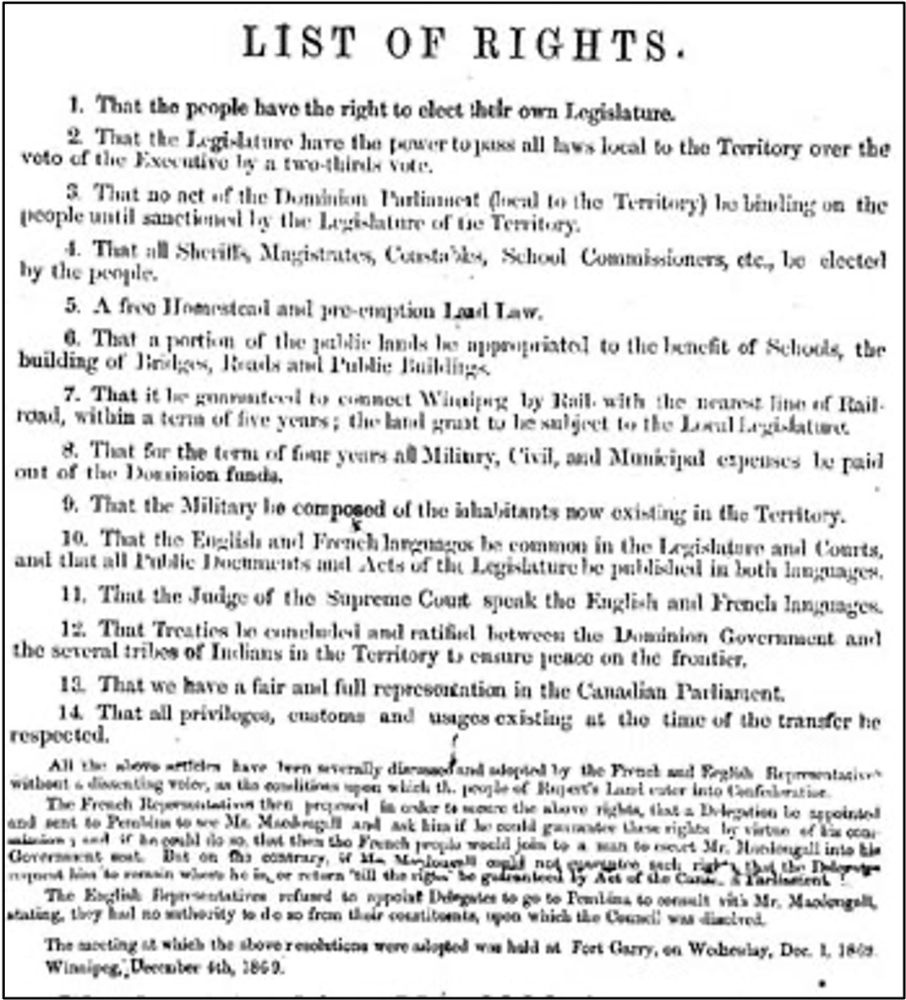 LIST OF RIGHTS.
1. That the people have the right to elect their own Legislature.
2. That the Legislature have the power to pass all laws local to the Territory over the
veto of the Executive by a two-thirds vote.
3. That no act of the Dominion Parliament (local to the Territory) be binding on the
people until sanctioned by the Legislature of the Territory.
4. That all Sheriffs, Magistrates, Constables, School Commissioners, etc., be elected
by the people.
5. A free Homestead and pre-emption Land Law.
6. That a portion of the public lands be appropriated to the benefit of Schools, the
building of Bridges, Roads and Public Buildings.
7. That it be guaranteed to connect Winnipeg by Rail with the nearest line of Rail-
road, within a term of five years; the land grant to be subject to the Local Legislature.
8. That for the term of four years all Military, Civil, and Municipal expenses be paid
out of the Dominion funds.
9. That the Military be composed of the inhabitants now existing in the Territory.
10. That the English and French languages be common in the Legislature and Courts,
and that all Public Documents and Acts of the Legislature be published in both languages.
11. That the Judge of the Supreme Court speak the English and French languages.
12. That Treaties be concluded and ratified between the Dominion Government and
the several tribes of Indians in the Territory to ensure peace on the frontier.
13. That we have a fair and full representation in the Canadian Parliament.
14. That all privileges, customs and usages existing at the time of the transfer be
respected.
All the above articles have been severally discussed and adopted by the French and English Representatives
without a dissenting voice, as the conditions upon which the people of Rupert's Land enter into Confederation.
The French Representatives then proposed in order to secure the above rights, that a Delegation be appointed
and sent to Pembina to see Mr. Macdougall and ask him if he could guarantee these rights by virtue of his com-
mission; and if he could do so, that then the French people would join to a man to escort Mr. Macdougall into his
Government seat. But on the contrary, if Mr. Macdougall could not guarantee such rights, that the Delegates
request him to remain where he is, or return 'till the rights be guaranteed by Act of the Canadian Parliament.
The English Representatives refused to appoint Delegates to go to Pembina to consult with Mr. Macdougall,
stating, they had no authority to do so from their constituents, upon which the Council was disolved.
The meeting at which the above resolutions were adopted was held at Fort Garry, on Wednesday, Dec. 1, 1869.
Winnipeg, December 4th, 1869.